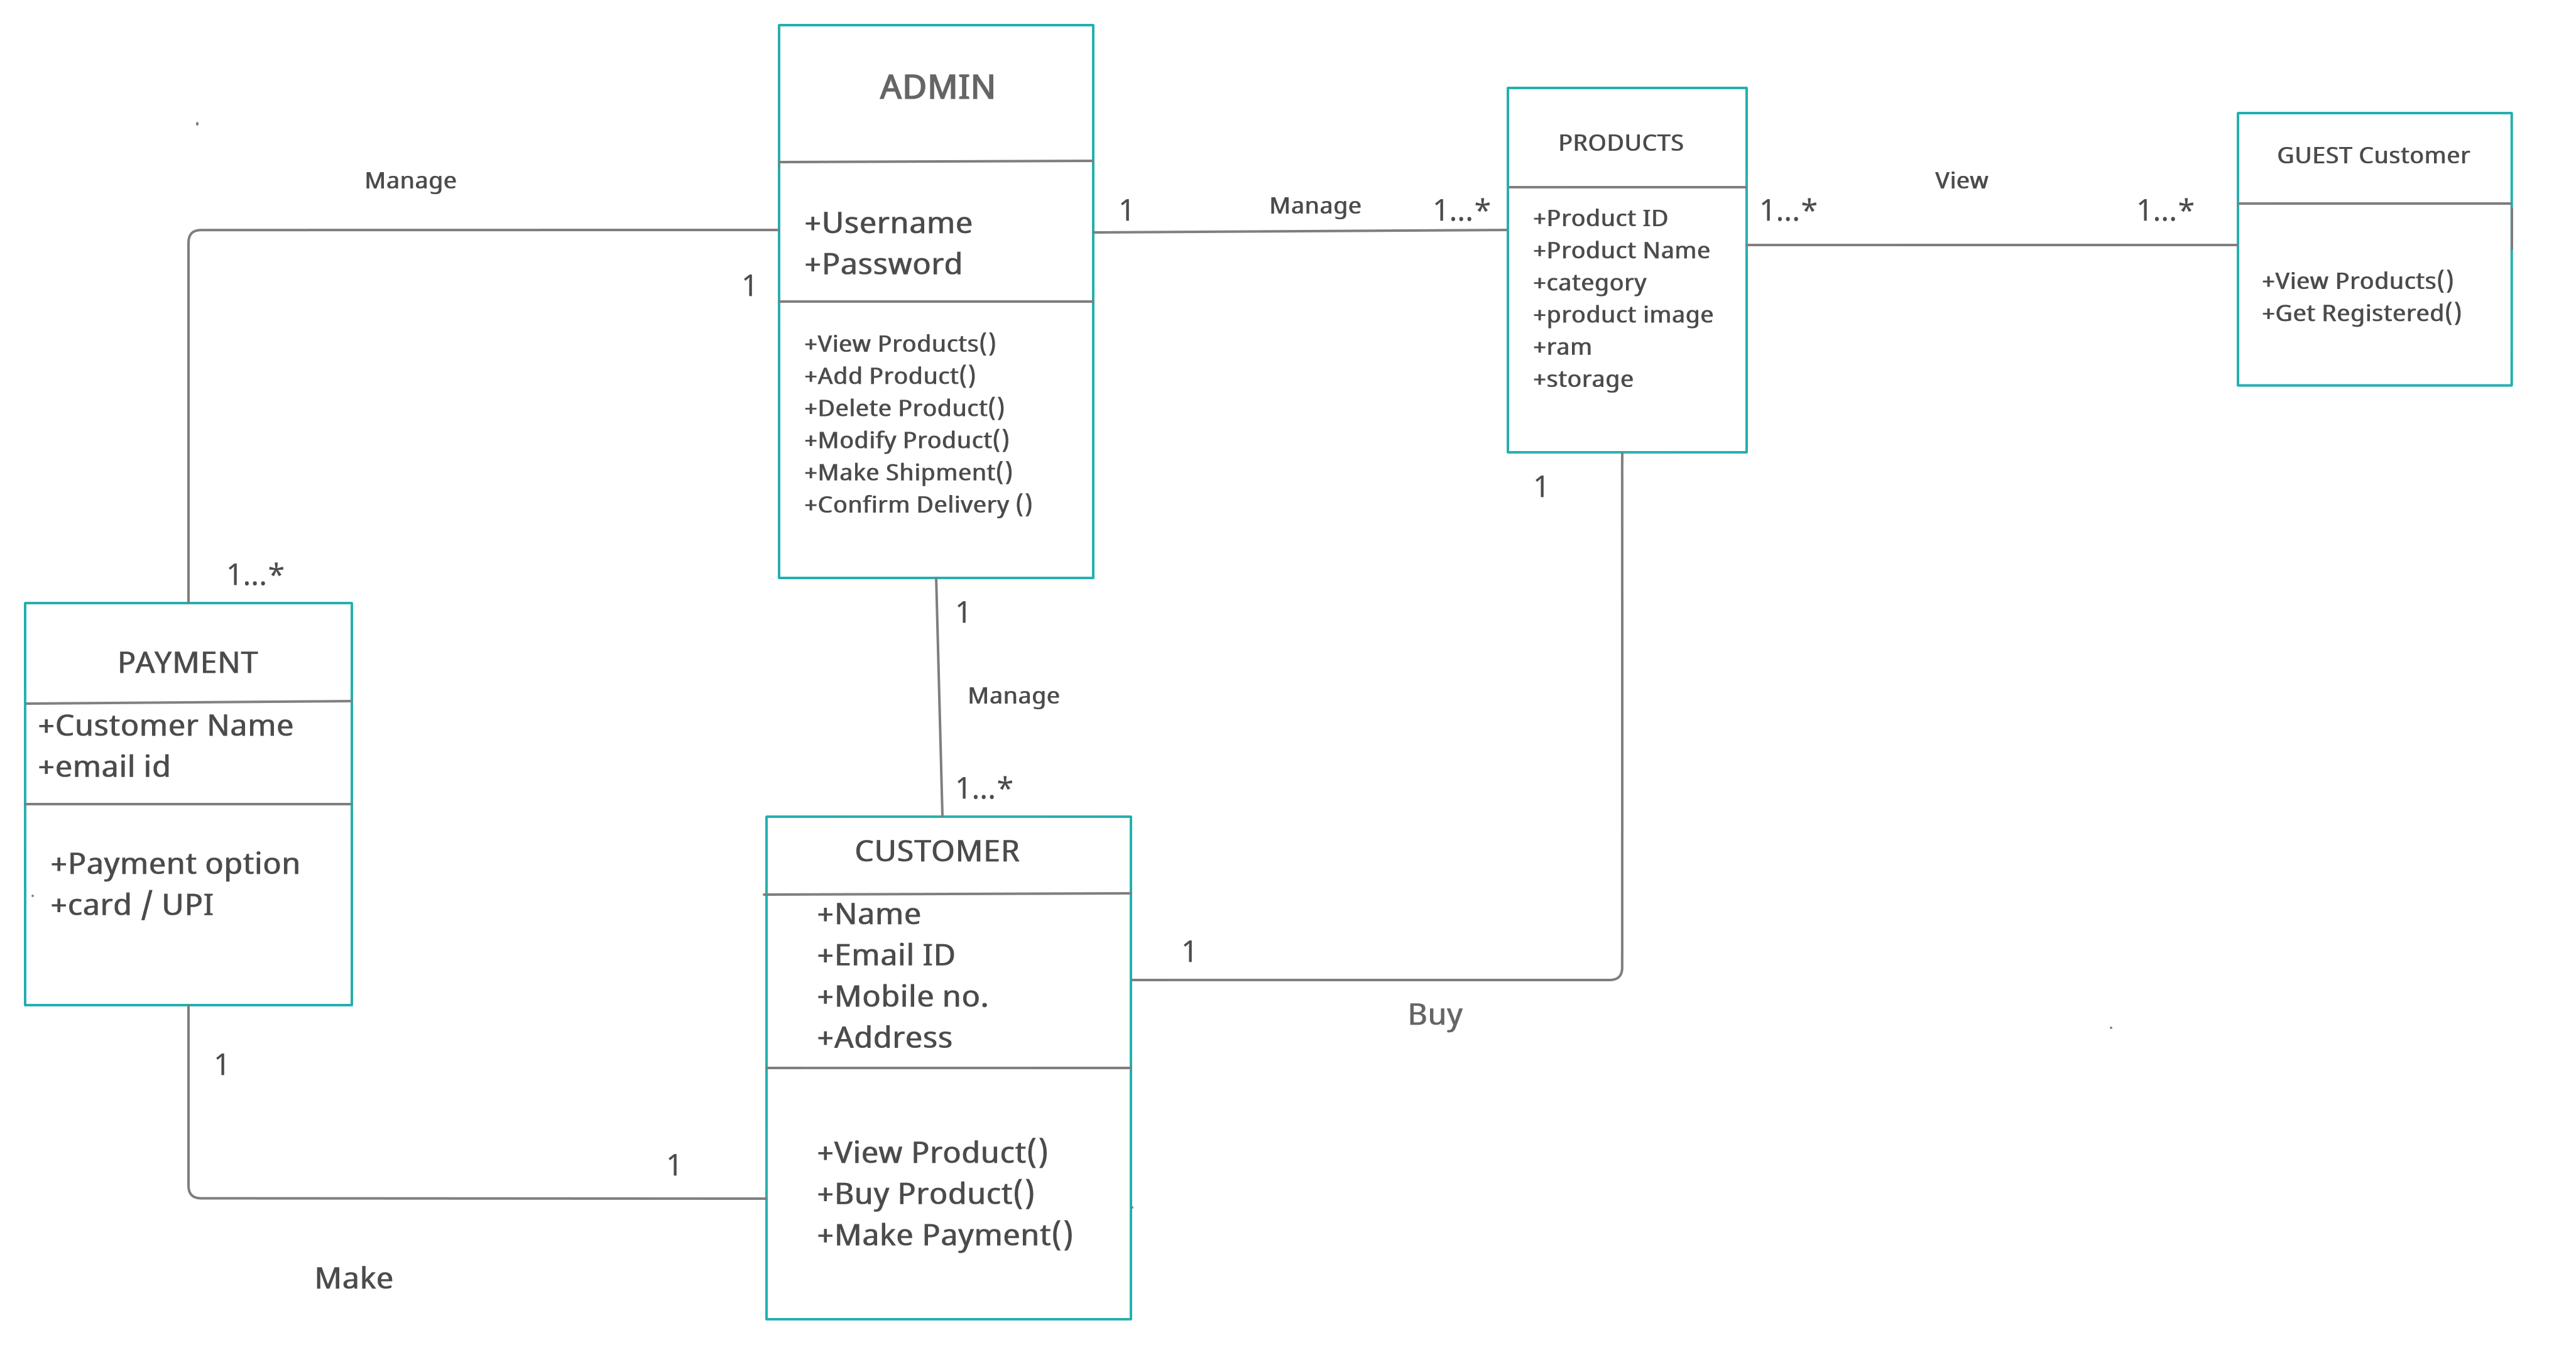 ADMIN
+Username
+Password
+View Products()
+Add Product()
+Delete Product()
+Modify Product()
+Make Shipment()
+Confirm Delivery ()
Manage
1
1...*
1
Manage
1...*
PRODUCTS
+Product ID
+Product Name
+category
+product image
+ram
+storage
1...*
View
1...*
GUEST Customer
+View Products()
+Get Registered()
1
1
Manage
1...*
PAYMENT
+Customer Name
+email id
+Payment option
+card / UPI
CUSTOMER
+Name
+Email ID
+Mobile no.
+Address
+View Product()
+Buy Product()
+Make Payment()
1
Buy
1
1
Make